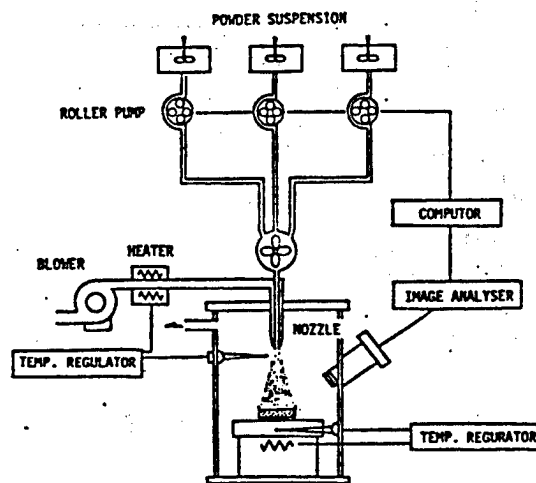 POWDER SUSPENSION
ROLLER PUMP
COMPUTOR
HEATER
BLOWER
IMAGE ANALYSER
NOZZLE
TEMP. REGULATOR
TEMP. REGURATOR